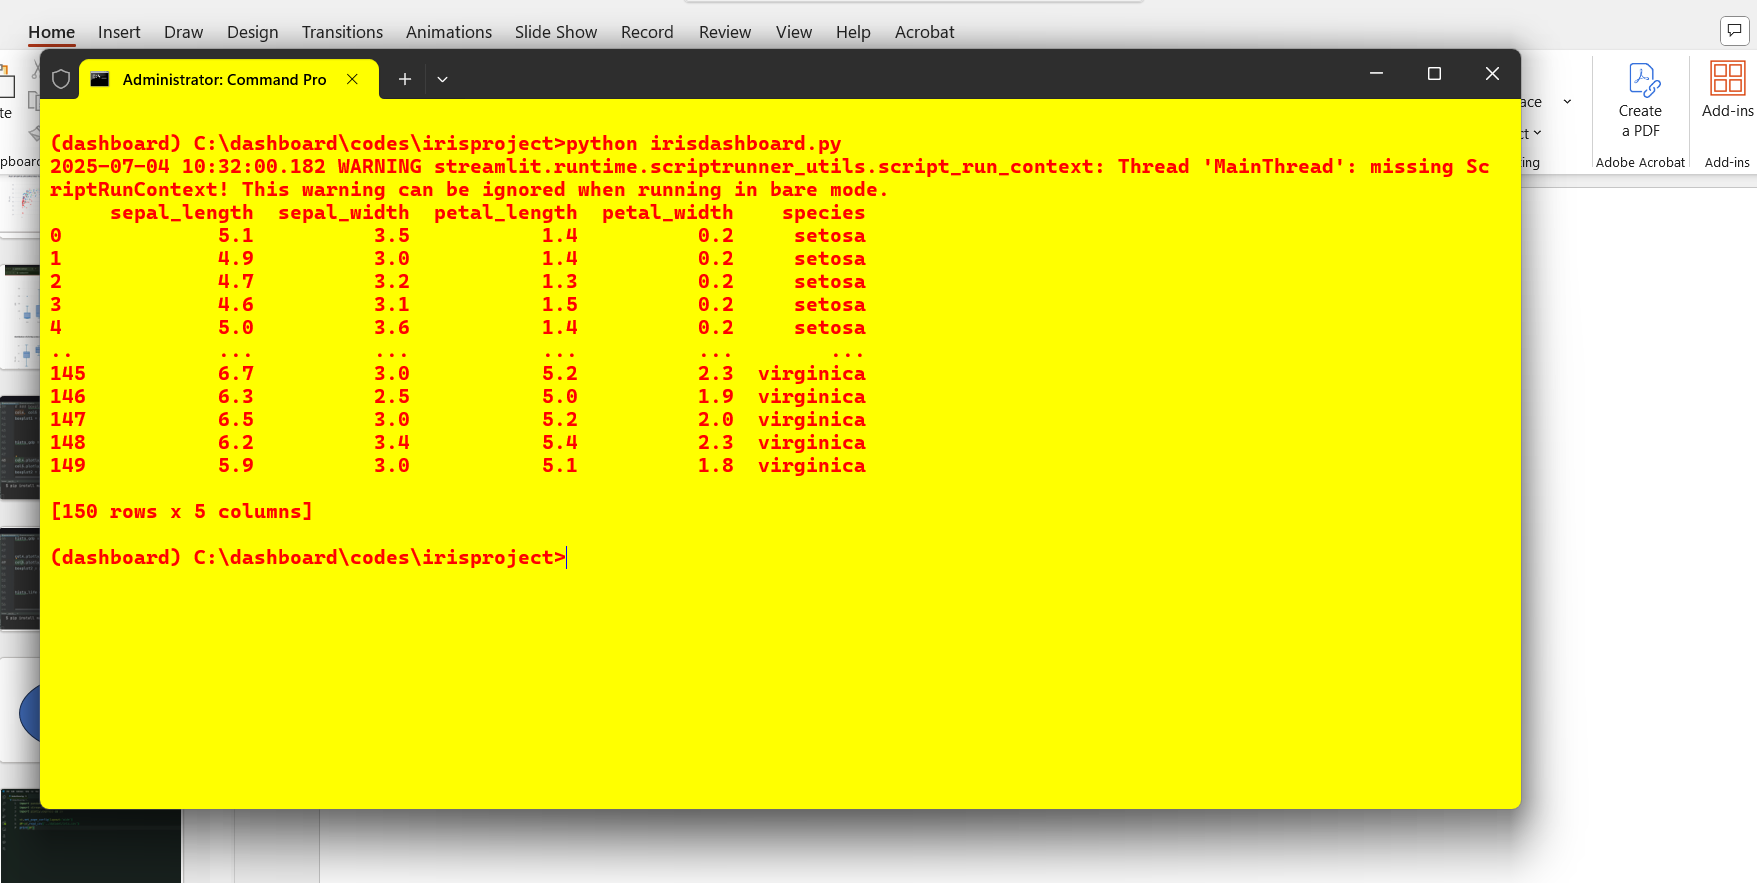 Home Insert Draw Design Transitions Animations Slide Show Record Review View Help Acrobat
Administrator: Command Pro
(dashboard) C:\dashboard\codes\irisproject>python irisdashboard.py
2025-07-04 10:32:00.182 WARNING streamlit.runtime.scriptrunner_utils.script_run_context: Thread 'MainThread': missing Sc
riptRunContext! This warning can be ignored when running in bare mode.
sepal_length sepal_width petal_length petal_width species
0 5.1 3.5 1.4 0.2 setosa
1 4.9 3.0 1.4 0.2 setosa
2 4.7 3.2 1.3 0.2 setosa
3 4.6 3.1 1.5 0.2 setosa
4 5.0 3.6 1.4 0.2 setosa
.. ... ... ... ... ...
145 6.7 3.0 5.2 2.3 virginica
146 6.3 2.5 5.0 1.9 virginica
147 6.5 3.0 5.2 2.0 virginica
148 6.2 3.4 5.4 2.3 virginica
149 5.9 3.0 5.1 1.8 virginica
[150 rows x 5 columns]
(dashboard) C:\dashboard\codes\irisproject>
Create
a PDF
Adobe Acrobat
Add-ins
Add-ins